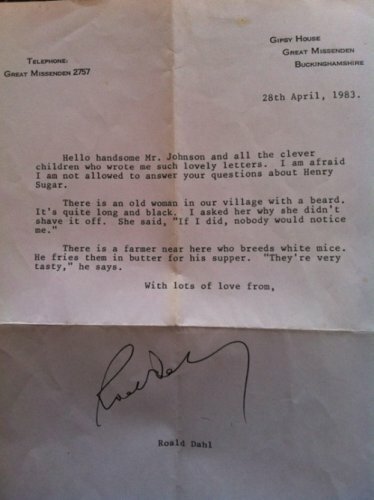 Telephone:
Great Missenden 2757
Gipsy House
Great Missenden
Buckinghamshire
28th April, 1983.
Hello handsome Mr. Johnson and all the clever
children who wrote me such lovely letters. I am afraid
I am not allowed to answer your questions about Henry
Sugar.
There is an old woman in our village with a beard.
It's quite long and black. I asked her why she didn't
shave it off. She said, "If I did, nobody would notice
me."
There is a farmer near here who breeds white mice.
He fries them in butter for his supper. "They're very
tasty," he says.
With lots of love from,
Roald Dahl
Roald Dahl